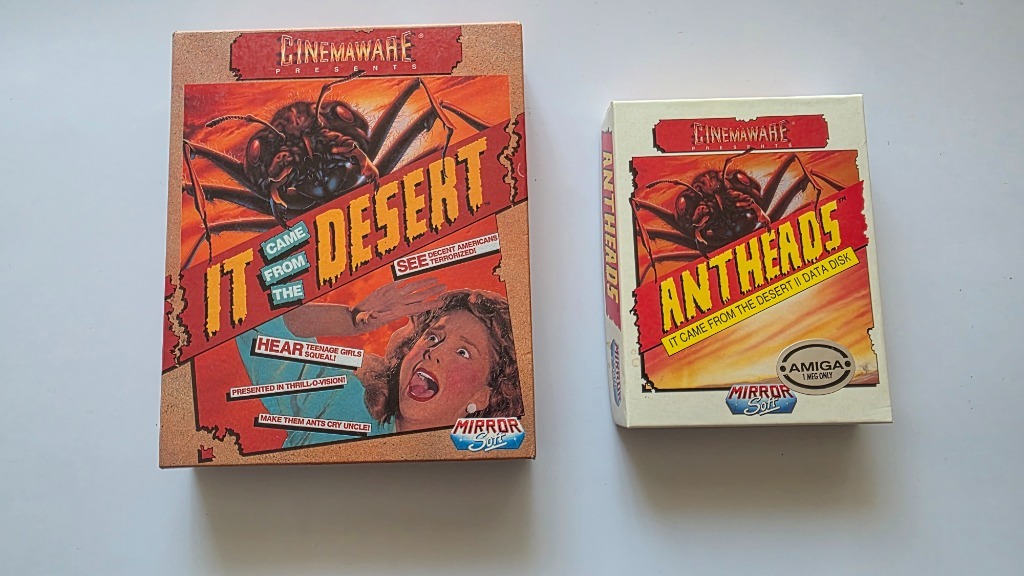 CINEMAWARE®
PRESENTS
IT
CAME
FROM
THE
DESERT
SEE DECENT AMERICANS
TERRORIZED!
HEAR TEENAGE GIRLS
SQUEAL!
PRESENTED IN THRILL-O-VISION!
MAKE THEM ANTS CRY UNCLE!
MIRROR
Soft
ANTHEADS
MIRROR
CINEMAWARE®
PRESENTS
ANTHEADS™
IT CAME FROM THE DESERT II DATA DISK
AMIGA
1 MEG ONLY
MIRROR
Soft